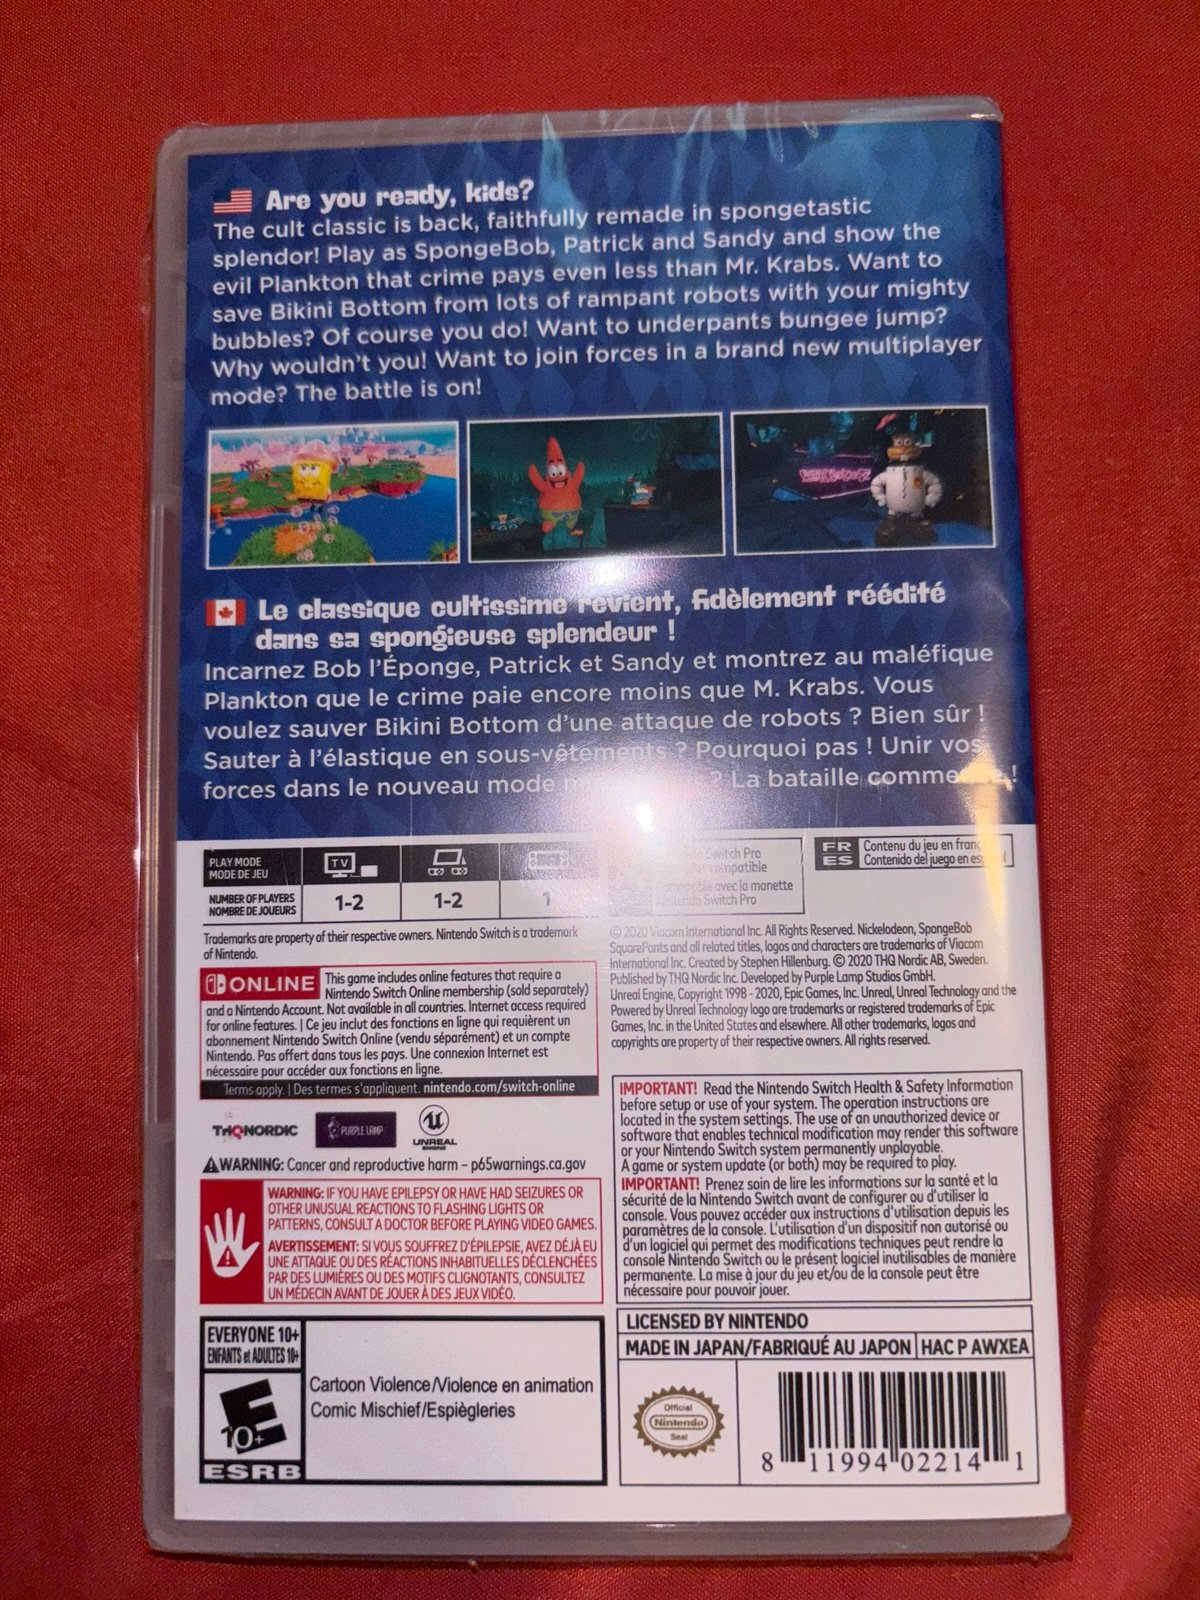 Are you ready, kids?
The cult classic is back, faithfully remade in spongetastic
splendor! Play as SpongeBob, Patrick and Sandy and show the
evil Plankton that crime pays even less than Mr. Krabs. Want to
save Bikini Bottom from lots of rampant robots with your mighty
bubbles? Of course you do! Want to underpants bungee jump?
Why wouldn't you! Want to join forces in a brand new multiplayer
mode? The battle is on!
Le classique cultissime revient, fidèlement réédité
dans sa spongieuse splendeur !
Incarnez Bob l'Éponge, Patrick et Sandy et montrez au maléfique
Plankton que le crime paie encore moins que M. Krabs. Vous
voulez sauver Bikini Bottom d'une attaque de robots ? Bien sûr !
Sauter à l'élastique en sous-vêtements ? Pourquoi pas ! Unir vos
forces dans le nouveau mode ? La bataille !
PLAY MODE
MODE DE JEU
TV
NUMBER OF PLAYERS
NOMBRE DE JOUEURS
1-2
1-2
1
Switch Pro
avec la manette
Switch Pro
FR
ES
Contenu du jeu en
Contenido del juego en
Trademarks are property of their respective owners. Nintendo Switch is a trademark
of Nintendo.
ONLINE
This game includes online features that require a
Nintendo Switch Online membership (sold separately)
and a Nintendo Account. Not available in all countries. Internet access required
for online features. | Ce jeu inclut des fonctions en ligne qui requièrent un
abonnement Nintendo Switch Online (vendu séparément) et un compte
Nintendo. Pas offert dans tous les pays. Une connexion Internet est
nécessaire pour accéder aux fonctions en ligne.
Terms apply. | Des termes s'appliquent. nintendo.com/switch-online
© 2020 Viacom International Inc. All Rights Reserved. Nickelodeon, SpongeBob
SquarePants and all related titles, logos and characters are trademarks of Viacom
International Inc. Created by Stephen Hillenburg. © 2020 THQ Nordic AB, Sweden.
Published by THQ Nordic Inc. Developed by Purple Lamp Studios GmbH.
Unreal Engine, Copyright 1998 - 2020, Epic Games, Inc. Unreal, Unreal Technology and the
Powered by Unreal Technology logo are trademarks or registered trademarks of Epic
Games, Inc. in the United States and elsewhere. All other trademarks, logos and
copyrights are property of their respective owners. All rights reserved.
THQ NORDIC
PURPLE LAMP
UNREAL
ENGINE
WARNING: Cancer and reproductive harm – p65warnings.ca.gov
WARNING: IF YOU HAVE EPILEPSY OR HAVE HAD SEIZURES OR
OTHER UNUSUAL REACTIONS TO FLASHING LIGHTS OR
PATTERNS, CONSULT A DOCTOR BEFORE PLAYING VIDEO GAMES.
AVERTISSEMENT: SI VOUS SOUFFREZ D'ÉPILEPSIE, AVEZ DÉJÀ EU
UNE ATTAQUE OU DES RÉACTIONS INHABITUELLES DÉCLENCHÉES
PAR DES LUMIÈRES OU DES MOTIFS CLIGNOTANTS, CONSULTEZ
UN MÉDECIN AVANT DE JOUER À DES JEUX VIDÉO.
IMPORTANT! Read the Nintendo Switch Health & Safety Information
before setup or use of your system. The operation instructions are
located in the system settings. The use of an unauthorized device or
software that enables technical modification may render this software
or your Nintendo Switch system permanently unplayable.
A game or system update (or both) may be required to play.
IMPORTANT! Prenez soin de lire les informations sur la santé et la
sécurité de la Nintendo Switch avant de configurer ou d'utiliser la
console. Vous pouvez accéder aux instructions d'utilisation depuis les
paramètres de la console. L'utilisation d'un dispositif non autorisé ou
d'un logiciel qui permet des modifications techniques peut rendre la
console Nintendo Switch ou le présent logiciel inutilisables de manière
permanente. La mise à jour du jeu et/ou de la console peut être
nécessaire pour pouvoir jouer.
EVERYONE 10+
ENFANTS et ADULTES 10+
E
10+
ESRB
Cartoon Violence/Violence en animation
Comic Mischief/Espiègleries
LICENSED BY NINTENDO
MADE IN JAPAN/FABRIQUÉ AU JAPON HAC P AWXEA
Official
Nintendo
Seal
8 11994 02214 1